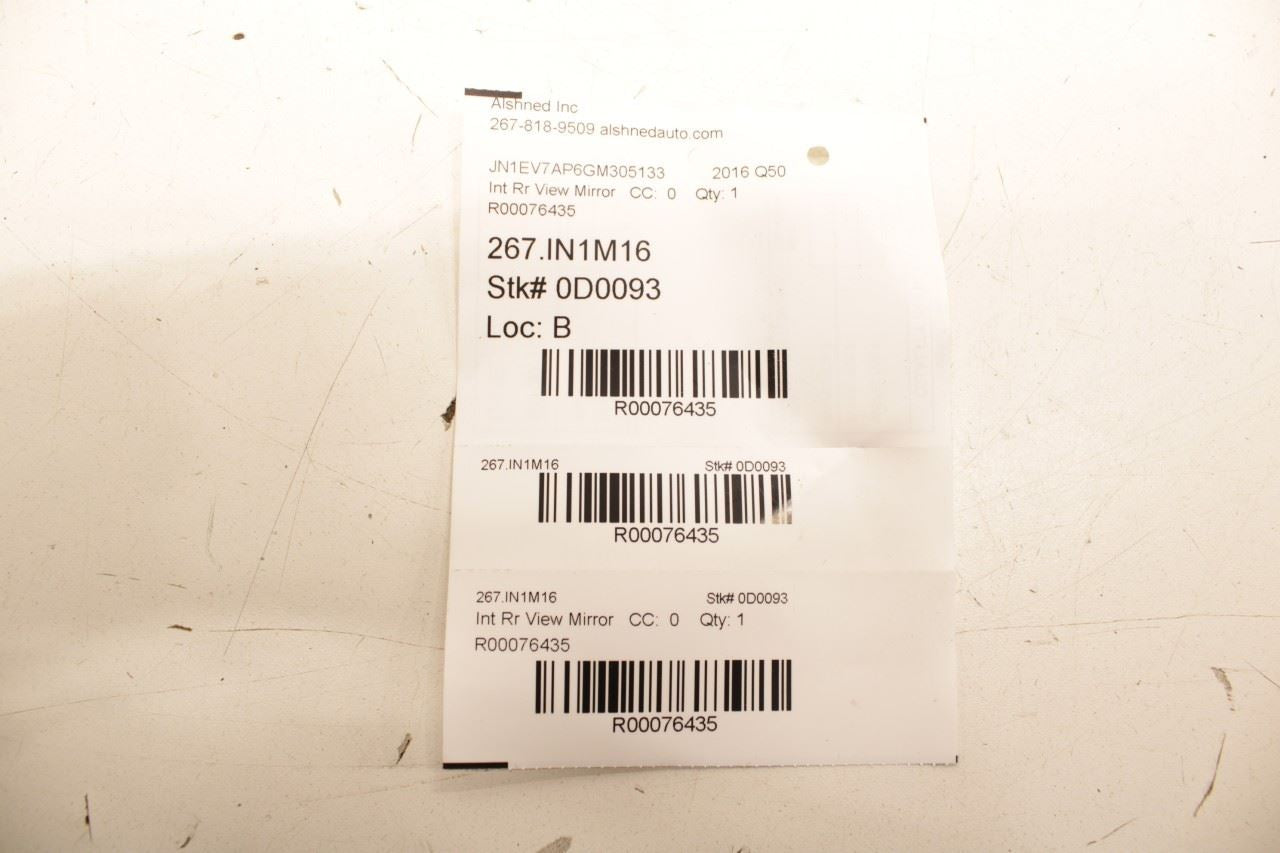 Alshned Inc
267-818-9509 alshnedauto.com
JN1EV7AP6GM305133 2016 Q50
Int Rr View Mirror CC: 0 Qty: 1
R00076435
267.IN1M16
Stk# 0D0093
Loc: B
R00076435
267.IN1M16 Stk# 0D0093
R00076435
267.IN1M16 Stk# 0D0093
Int Rr View Mirror CC: 0 Qty: 1
R00076435
R00076435